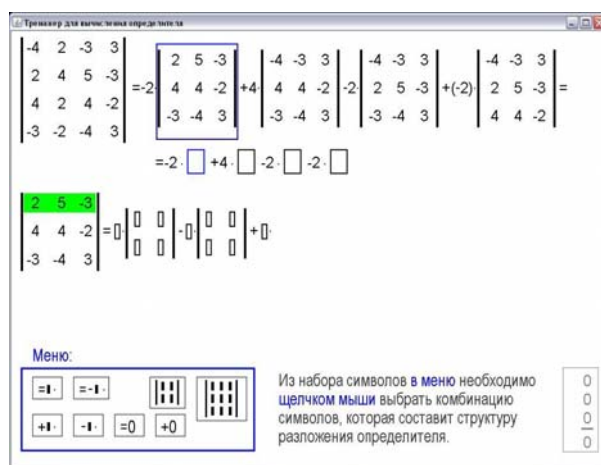 Тренажер для вычисления определителя
-4 2 -3 3
2 4 5 -3
4 2 4 -2
-3 -2 -4 3
=-2·
2 5 -3
4 4 -2
-3 -4 3
+4·
-4 -3 3
4 4 -2
-3 -4 3
-2·
-4 -3 3
2 5 -3
-3 -4 3
+(-2)·
-4 -3 3
2 5 -3
4 4 -2
=
=-2 · +4 · -2 · -2 ·
2 5 -3
4 4 -2
-3 -4 3
= · - · + ·
Меню:
=▮· =-▮·
+▮· -▮· =0 +0
Из набора символов в меню необходимо
щелчком мыши выбрать комбинацию
символов, которая составит структуру
разложения определителя.
0
0
0
0